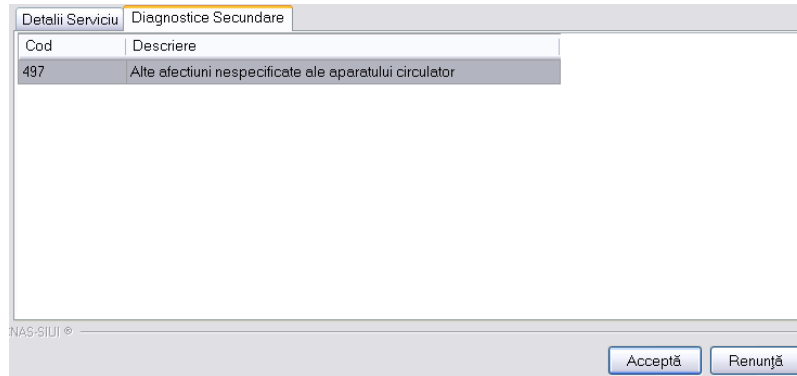 Detalii Serviciu Diagnostice Secundare
Cod Descriere
497 Alte afectiuni nespecificate ale aparatului circulator
NAS-SIUI ®
Acceptă Renunţă